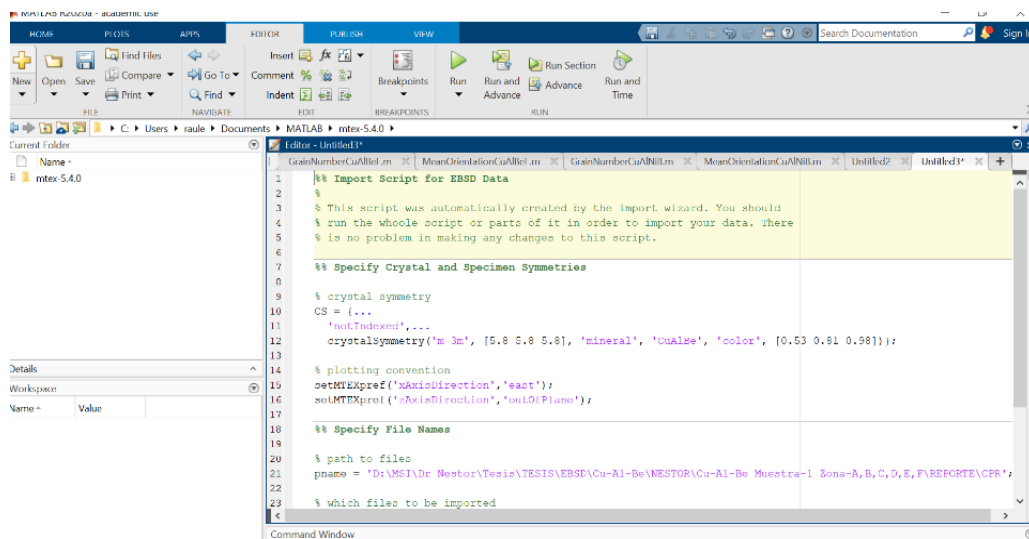 MATLAB R2020a - academic use
HOME PLOTS APPS EDITOR PUBLISH VIEW Search Documentation Sign In
New Open Save Find Files Compare Print Go To Find Insert Comment Indent Breakpoints Run Run and Advance Run Section Advance Run and Time
FILE NAVIGATE EDIT BREAKPOINTS RUN
C: Users raule Documents MATLAB mtex-5.4.0
Current Folder
Name
mtex-5.4.0
Details
Workspace
Name Value
Editor - Untitled3*
GrainNumberCuAlBe1.m MeanOrientationCuAlBe1.m GrainNumberCuAlNi8.m MeanOrientationCuAlNi8.m Untitled2 Untitled3*
1 %% Import Script for EBSD Data
2 %
3 % This script was automatically created by the import wizard. You should
4 % run the whoole script or parts of it in order to import your data. There
5 % is no problem in making any changes to this script.
6
7 %% Specify Crystal and Specimen Symmetries
8
9 % crystal symmetry
10 CS = {...
11 'notIndexed',...
12 crystalSymmetry('m-3m', [5.8 5.8 5.8], 'mineral', 'CuAlBe', 'color', [0.53 0.81 0.98])};
13
14 % plotting convention
15 setMTEXpref('xAxisDirection','east');
16 setMTEXpref('zAxisDirection','outOfPlane');
17
18 %% Specify File Names
19
20 % path to files
21 pname = 'D:\MSI\Dr Nestor\Tesis\TESIS\EBSD\Cu-Al-Be\NESTOR\Cu-Al-Be Muestra-1 Zona-A,B,C,D,E,F\REPORTE\CPR';
22
23 % which files to be imported
Command Window